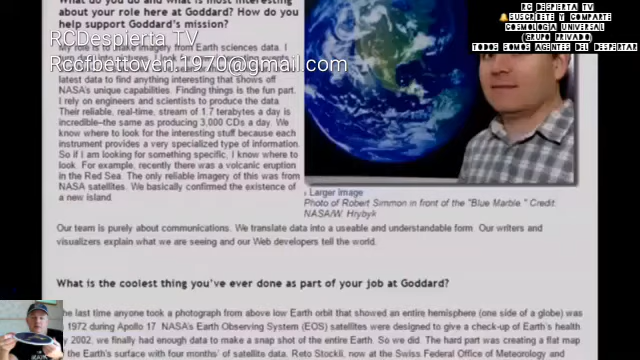 What do you do and what is most interesting
about your role here at Goddard? How do you
help support Goddard's mission?
RCDespierta TV
Rccfbettoven.1970@gmail.com
My role is to make imagery from Earth sciences data. I
latest data to find anything interesting that shows off
NASA's unique capabilities. Finding things is the fun part.
I rely on engineers and scientists to produce the data.
Their reliable, real-time, stream of 1.7 terabytes a day is
incredible–the same as producing 3,000 CDs a day. We
know where to look for the interesting stuff because each
instrument provides a very specialized type of information.
So if I am looking for something specific, I know where to
look. For example, recently there was a volcanic eruption
in the Red Sea. The only reliable imagery of this was from
NASA satellites. We basically confirmed the existence of
a new island.
RC DESPIERTA TV
SUSCRIBETE Y COMPARTE
COSMOLOGIA UNIVERSAL
(GRUPO PRIVADO)
TODOS SOMOS AGENTES DEL DESPERTAR
Larger image
Photo of Robert Simmon in front of the "Blue Marble." Credit:
NASA/W. Hrybyk
Our team is purely about communications. We translate data into a useable and understandable form. Our writers and
visualizers explain what we are seeing and our Web developers tell the world.
What is the coolest thing you've ever done as part of your job at Goddard?
The last time anyone took a photograph from above low Earth orbit that showed an entire hemisphere (one side of a globe) was
1972 during Apollo 17. NASA's Earth Observing System (EOS) satellites were designed to give a check-up of Earth's health.
y 2002, we finally had enough data to make a snap shot of the entire Earth. So we did. The hard part was creating a flat map
the Earth's surface with four months' of satellite data. Reto Stockli, now at the Swiss Federal Office of Meteorology and